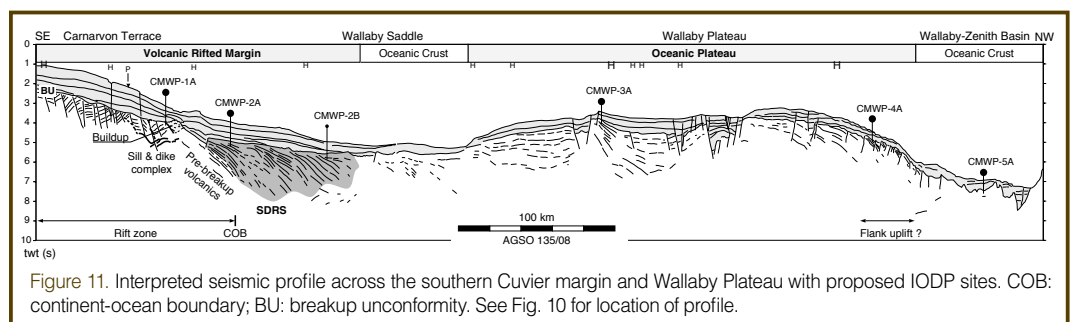 SE Carnarvon Terrace Wallaby Saddle Wallaby Plateau Wallaby-Zenith Basin NW
Volcanic Rifted Margin Oceanic Crust Oceanic Plateau Oceanic Crust
0
1
2
3
4
5
6
7
8
9
10
twt (s)
H H P H H H H H H H H H
BU
CMWP-1A
CMWP-2A
CMWP-2B
CMWP-3A
CMWP-4A
CMWP-5A
Buildup
Sill & dike
complex
Pre-breakup
volcanics
SDRS
100 km
AGSO 135/08
Rift zone COB Flank uplift ?
Figure 11. Interpreted seismic profile across the southern Cuvier margin and Wallaby Plateau with proposed IODP sites. COB:
continent-ocean boundary; BU: breakup unconformity. See Fig. 10 for location of profile.